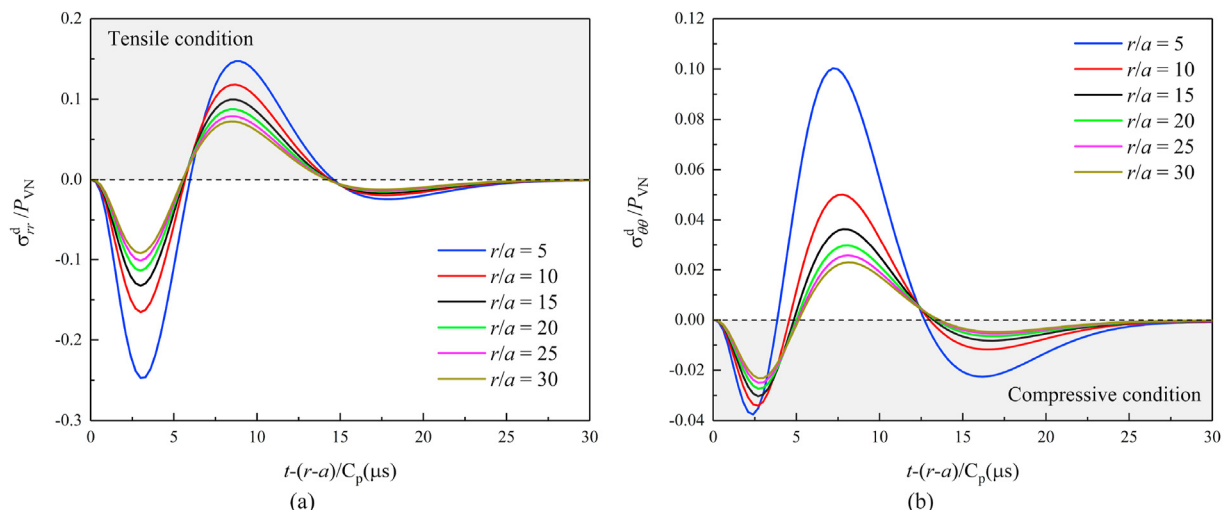 0.2
Tensile condition
0.1
0.0
-0.1
-0.2
-0.3
σ^d_rr/P_VN
r/a = 5
r/a = 10
r/a = 15
r/a = 20
r/a = 25
r/a = 30
0 5 10 15 20 25 30
t-(r-a)/C_p(μs)
(a)
0.12
0.10
0.08
0.06
0.04
0.02
0.00
-0.02
-0.04
σ^d_θθ/P_VN
r/a = 5
r/a = 10
r/a = 15
r/a = 20
r/a = 25
r/a = 30
Compressive condition
0 5 10 15 20 25 30
t-(r-a)/C_p(μs)
(b)